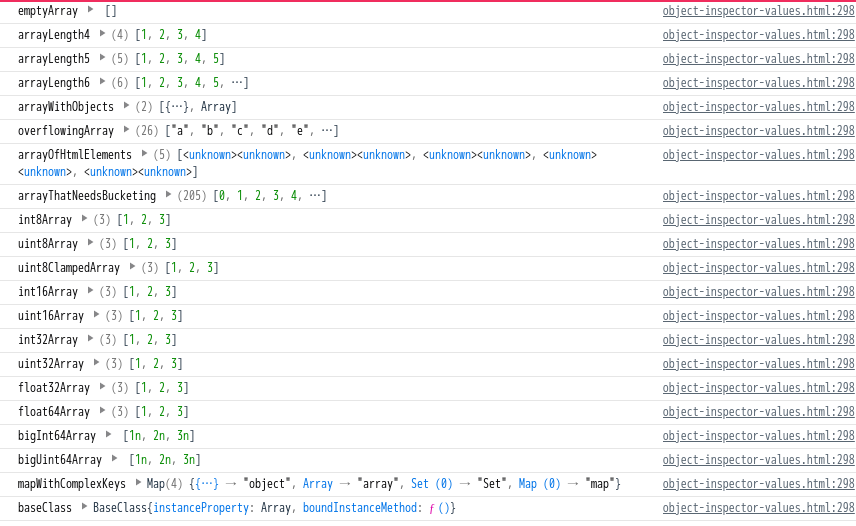 emptyArray ▶ [] object-inspector-values.html:298
arrayLength4 ▶ (4) [1, 2, 3, 4] object-inspector-values.html:298
arrayLength5 ▶ (5) [1, 2, 3, 4, 5] object-inspector-values.html:298
arrayLength6 ▶ (6) [1, 2, 3, 4, 5, …] object-inspector-values.html:298
arrayWithObjects ▶ (2) [{…}, Array] object-inspector-values.html:298
overflowingArray ▶ (26) ["a", "b", "c", "d", "e", …] object-inspector-values.html:298
arrayOfHtmlElements ▶ (5) [<unknown><unknown>, <unknown><unknown>, <unknown><unknown>, <unknown> object-inspector-values.html:298
<unknown>, <unknown><unknown>]
arrayThatNeedsBucketing ▶ (205) [0, 1, 2, 3, 4, …] object-inspector-values.html:298
int8Array ▶ (3) [1, 2, 3] object-inspector-values.html:298
uint8Array ▶ (3) [1, 2, 3] object-inspector-values.html:298
uint8ClampedArray ▶ (3) [1, 2, 3] object-inspector-values.html:298
int16Array ▶ (3) [1, 2, 3] object-inspector-values.html:298
uint16Array ▶ (3) [1, 2, 3] object-inspector-values.html:298
int32Array ▶ (3) [1, 2, 3] object-inspector-values.html:298
uint32Array ▶ (3) [1, 2, 3] object-inspector-values.html:298
float32Array ▶ (3) [1, 2, 3] object-inspector-values.html:298
float64Array ▶ (3) [1, 2, 3] object-inspector-values.html:298
bigInt64Array ▶ [1n, 2n, 3n] object-inspector-values.html:298
bigUint64Array ▶ [1n, 2n, 3n] object-inspector-values.html:298
mapWithComplexKeys ▶ Map(4) {{…} → "object", Array → "array", Set (0) → "Set", Map (0) → "map"} object-inspector-values.html:298
baseClass ▶ BaseClass{instanceProperty: Array, boundInstanceMethod: ƒ ()} object-inspector-values.html:298